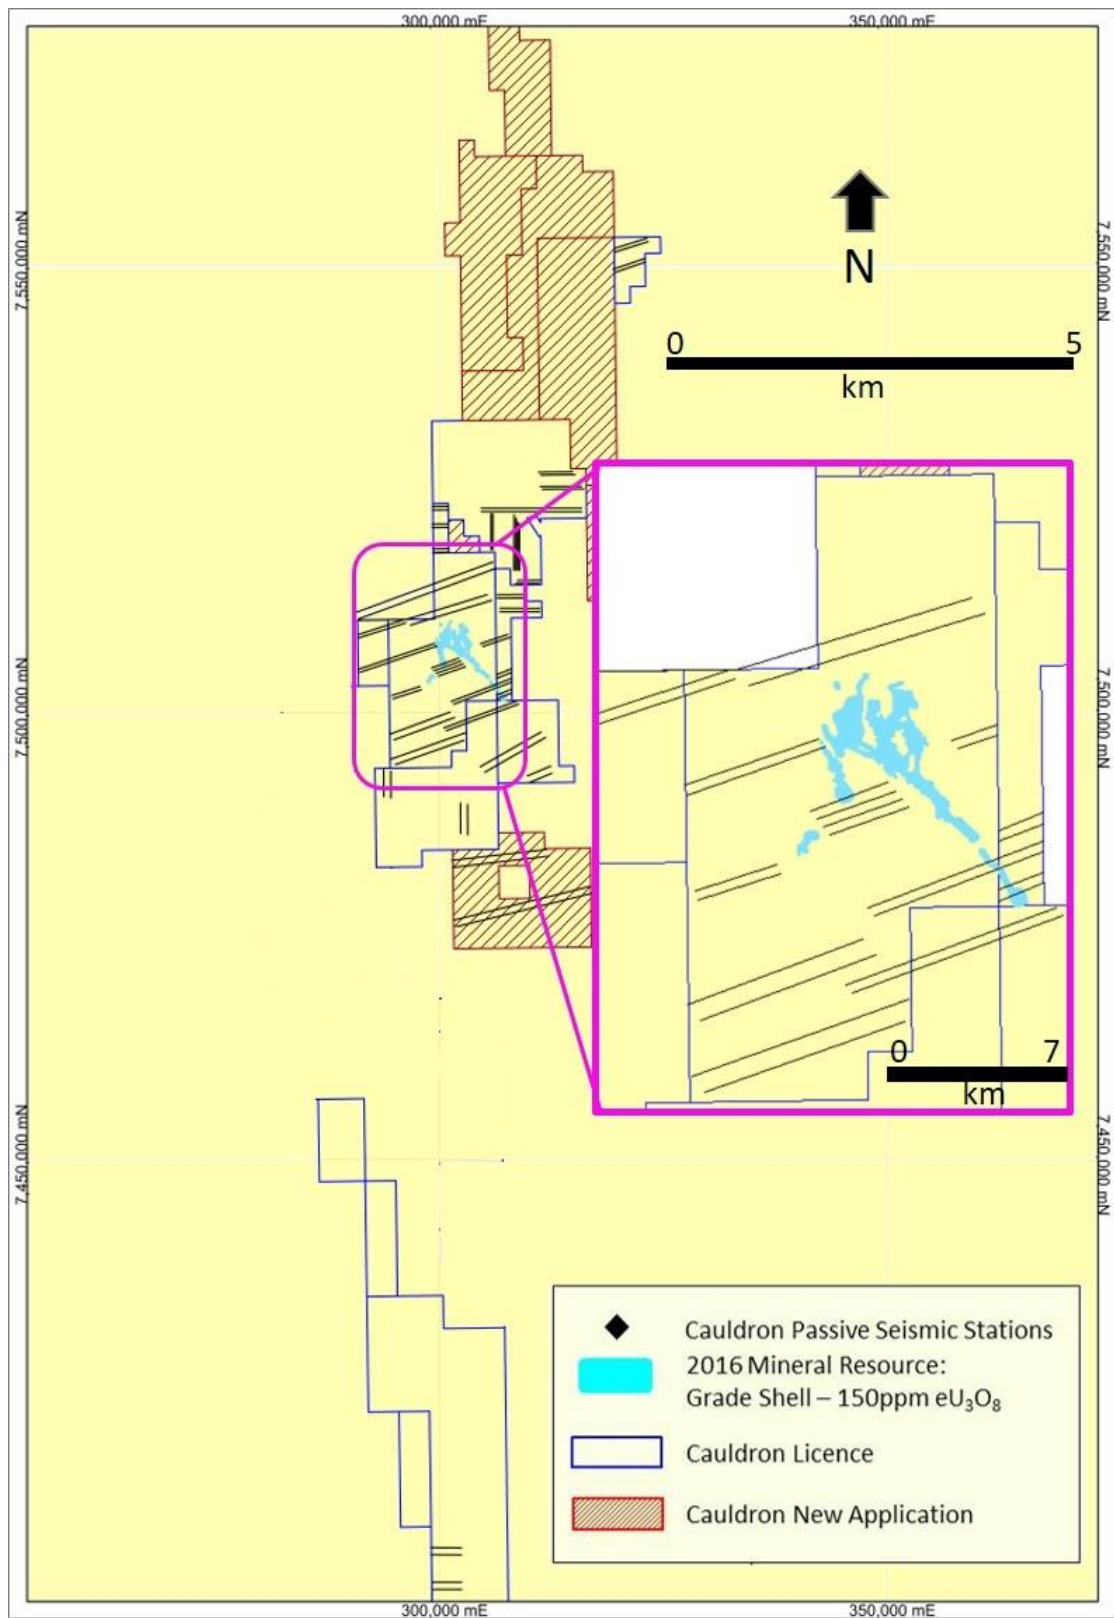 300,000 mE
350,000 mE
7,550,000 mN
7,550,000 mN
N
0
5
km
7,500,000 mN
7,500,000 mN
0
7
km
7,450,000 mN
7,450,000 mN
Cauldron Passive Seismic Stations
2016 Mineral Resource:
Grade Shell – 150ppm eU₃O₈
Cauldron Licence
Cauldron New Application
300,000 mE
350,000 mE